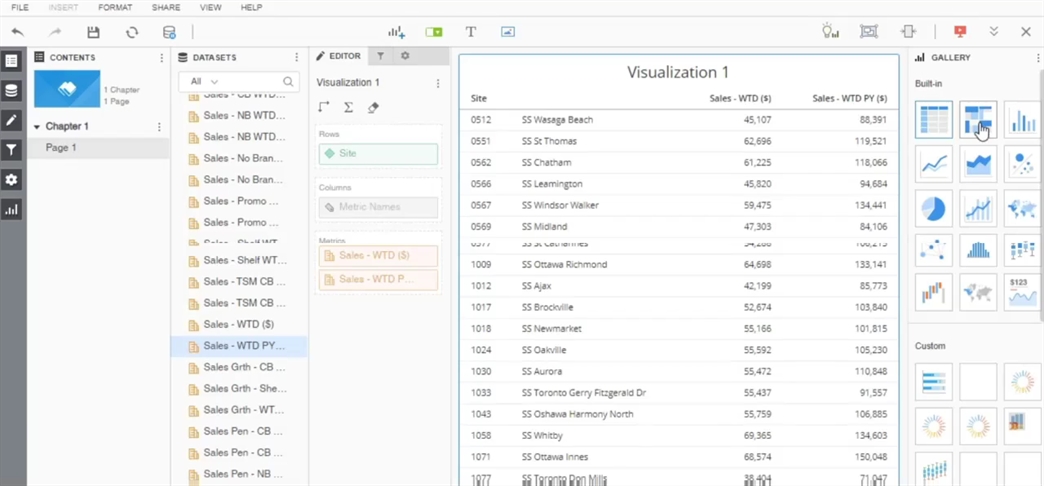 FILE INSERT FORMAT SHARE VIEW HELP
CONTENTS
1 Chapter
1 Page
Chapter 1
Page 1
DATASETS
All
Sales - CB WTD...
Sales - NB WTD...
Sales - NB WTD...
Sales - No Bran...
Sales - No Bran...
Sales - Promo ...
Sales - Promo ...
Sales - Shelf WT...
Sales - Shelf WT...
Sales - TSM CB ...
Sales - TSM CB ...
Sales - WTD ($)
Sales - WTD PY...
Sales Grth - CB ...
Sales Grth - She...
Sales Grth - WT...
Sales Pen - CB ...
Sales Pen - CB ...
Sales Pen - NB ...
EDITOR
Visualization 1
Rows
Site
Columns
Metric Names
Metrics
Sales - WTD ($)
Sales - WTD P...
Visualization 1
Site Sales - WTD ($) Sales - WTD PY ($)
0512 SS Wasaga Beach 45,107 88,391
0551 SS St Thomas 62,696 119,521
0562 SS Chatham 61,225 118,066
0566 SS Leamington 45,820 94,684
0567 SS Windsor Walker 59,475 134,441
0569 SS Midland 47,303 84,106
0577 SS St Catharines
1009 SS Ottawa Richmond 64,698 133,141
1012 SS Ajax 42,199 85,773
1017 SS Brockville 52,674 103,840
1018 SS Newmarket 55,166 101,815
1024 SS Oakville 55,592 105,230
1030 SS Aurora 55,472 110,848
1033 SS Toronto Gerry Fitzgerald Dr 55,437 91,557
1043 SS Oshawa Harmony North 55,759 106,885
1058 SS Whitby 69,365 134,603
1071 SS Ottawa Innes 68,574 150,048
1077 SS Toronto Don Mills 38,404 71,047
GALLERY
Built-in
$123
Custom